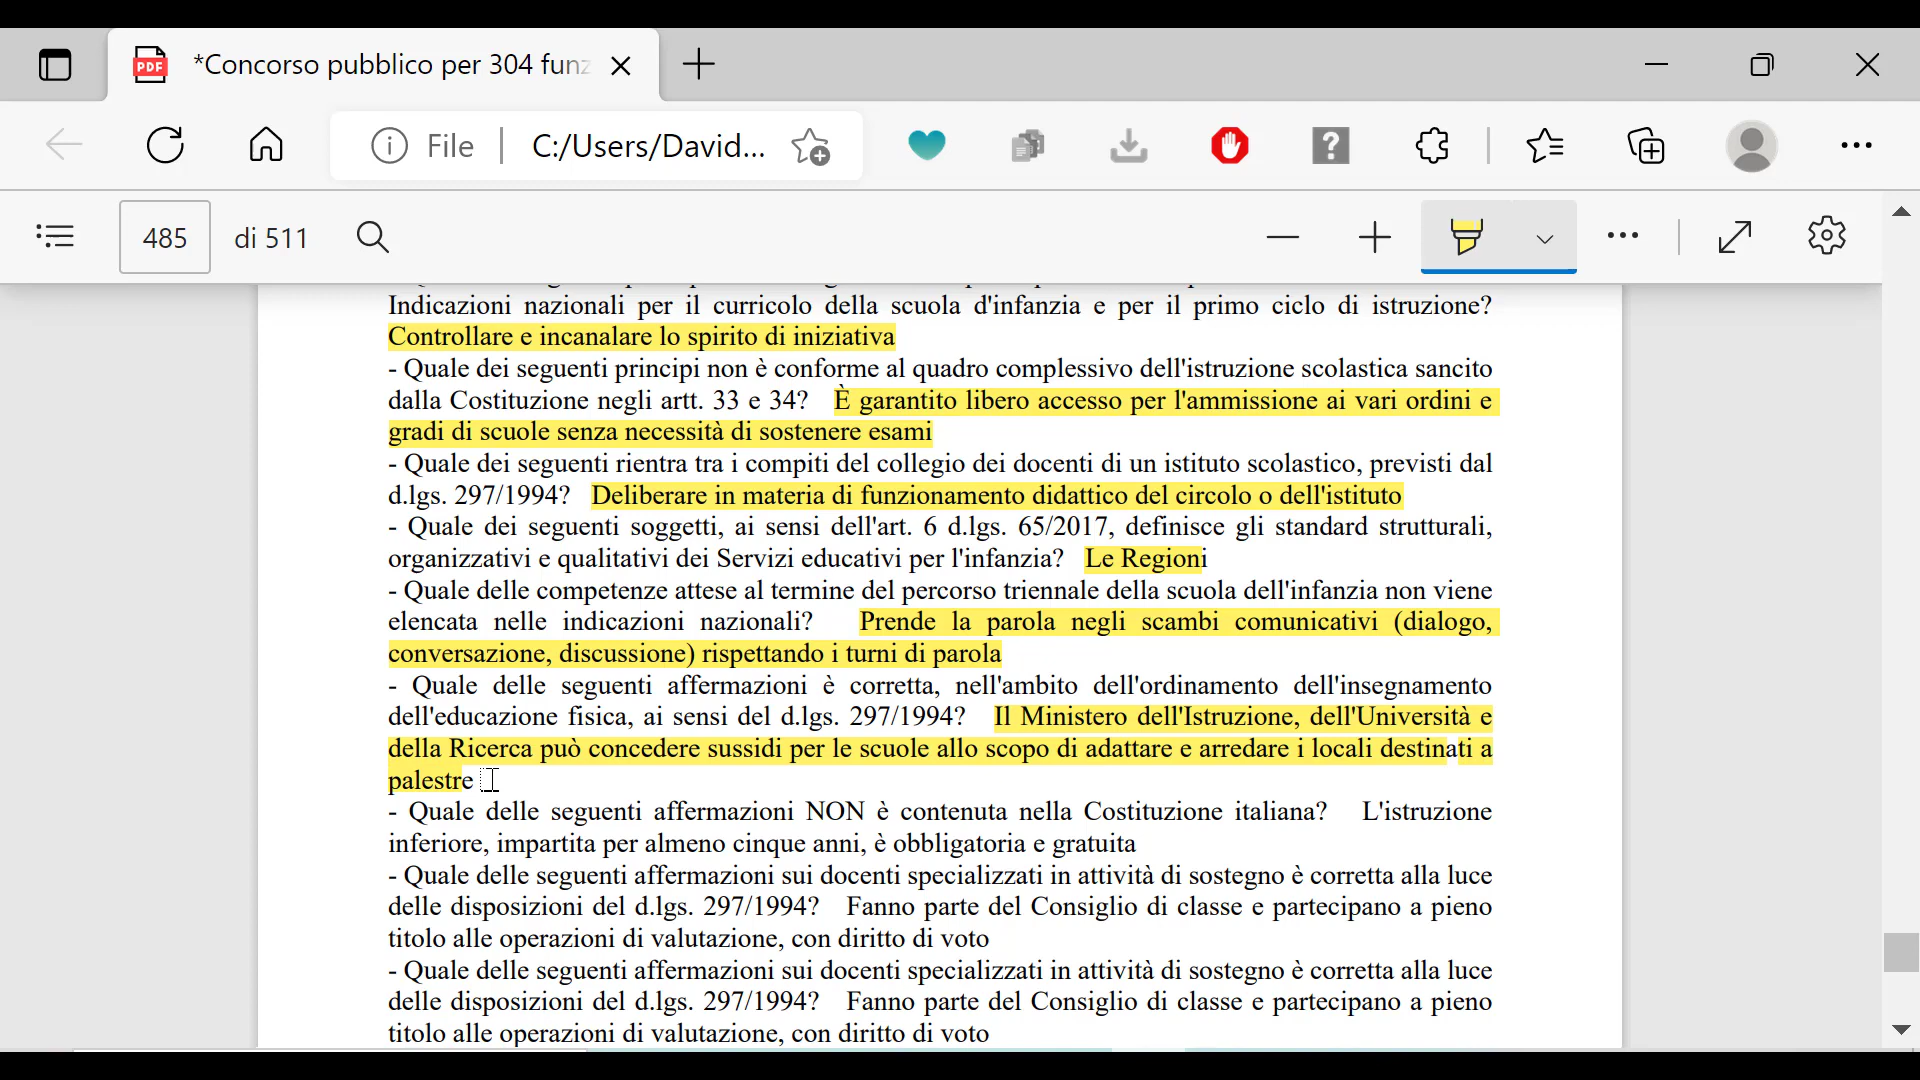 *Concorso pubblico per 304 funz
File
C:/Users/David...
485
di 511
Indicazioni nazionali per il curricolo della scuola d'infanzia e per il primo ciclo di istruzione?
Controllare e incanalare lo spirito di iniziativa
- Quale dei seguenti principi non è conforme al quadro complessivo dell'istruzione scolastica sancito
dalla Costituzione negli artt. 33 e 34? È garantito libero accesso per l'ammissione ai vari ordini e
gradi di scuole senza necessità di sostenere esami
- Quale dei seguenti rientra tra i compiti del collegio dei docenti di un istituto scolastico, previsti dal
d.lgs. 297/1994? Deliberare in materia di funzionamento didattico del circolo o dell'istituto
- Quale dei seguenti soggetti, ai sensi dell'art. 6 d.lgs. 65/2017, definisce gli standard strutturali,
organizzativi e qualitativi dei Servizi educativi per l'infanzia? Le Regioni
- Quale delle competenze attese al termine del percorso triennale della scuola dell'infanzia non viene
elencata nelle indicazioni nazionali? Prende la parola negli scambi comunicativi (dialogo,
conversazione, discussione) rispettando i turni di parola
- Quale delle seguenti affermazioni è corretta, nell'ambito dell'ordinamento dell'insegnamento
dell'educazione fisica, ai sensi del d.lgs. 297/1994? Il Ministero dell'Istruzione, dell'Università e
della Ricerca può concedere sussidi per le scuole allo scopo di adattare e arredare i locali destinati a
palestre
- Quale delle seguenti affermazioni NON è contenuta nella Costituzione italiana? L'istruzione
inferiore, impartita per almeno cinque anni, è obbligatoria e gratuita
- Quale delle seguenti affermazioni sui docenti specializzati in attività di sostegno è corretta alla luce
delle disposizioni del d.lgs. 297/1994? Fanno parte del Consiglio di classe e partecipano a pieno
titolo alle operazioni di valutazione, con diritto di voto
- Quale delle seguenti affermazioni sui docenti specializzati in attività di sostegno è corretta alla luce
delle disposizioni del d.lgs. 297/1994? Fanno parte del Consiglio di classe e partecipano a pieno
titolo alle operazioni di valutazione, con diritto di voto